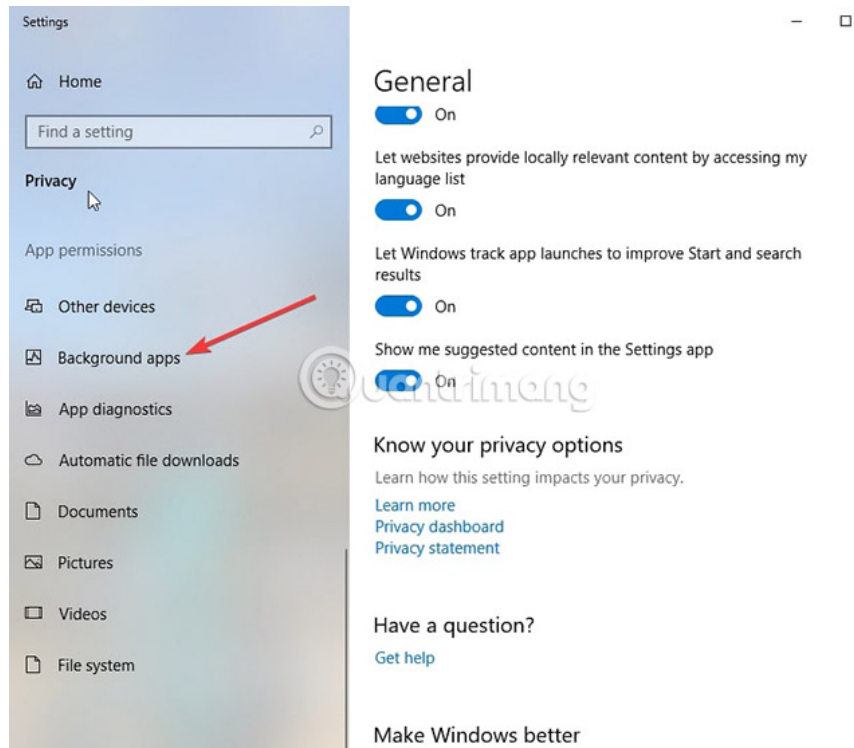 Settings
Home
Find a setting
Privacy
App permissions
Other devices
Background apps
App diagnostics
Automatic file downloads
Documents
Pictures
Videos
File system
General
On
Let websites provide locally relevant content by accessing my
language list
On
Let Windows track app launches to improve Start and search
results
On
Show me suggested content in the Settings app
On
Quantrimang
Know your privacy options
Learn how this setting impacts your privacy.
Learn more
Privacy dashboard
Privacy statement
Have a question?
Get help
Make Windows better